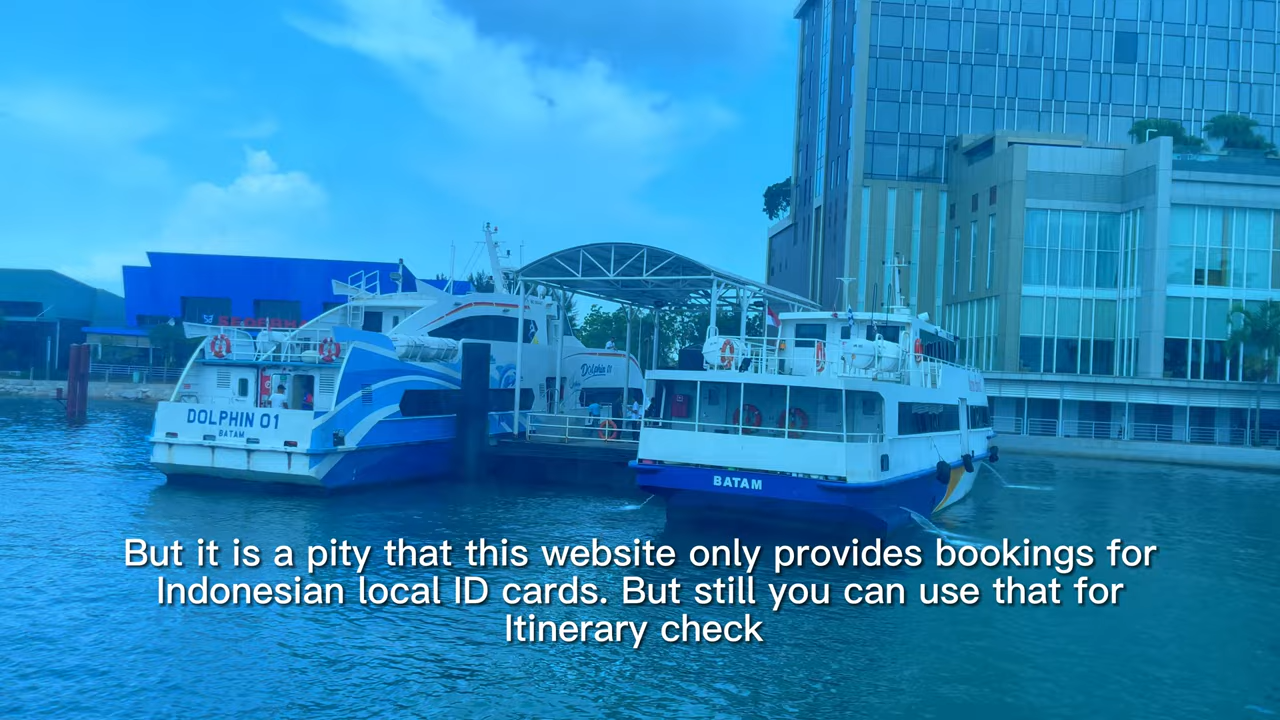 DOLPHIN 01
BATAM
Dolphin 01
BATAM
But it is a pity that this website only provides bookings for
Indonesian local ID cards. But still you can use that for
Itinerary check